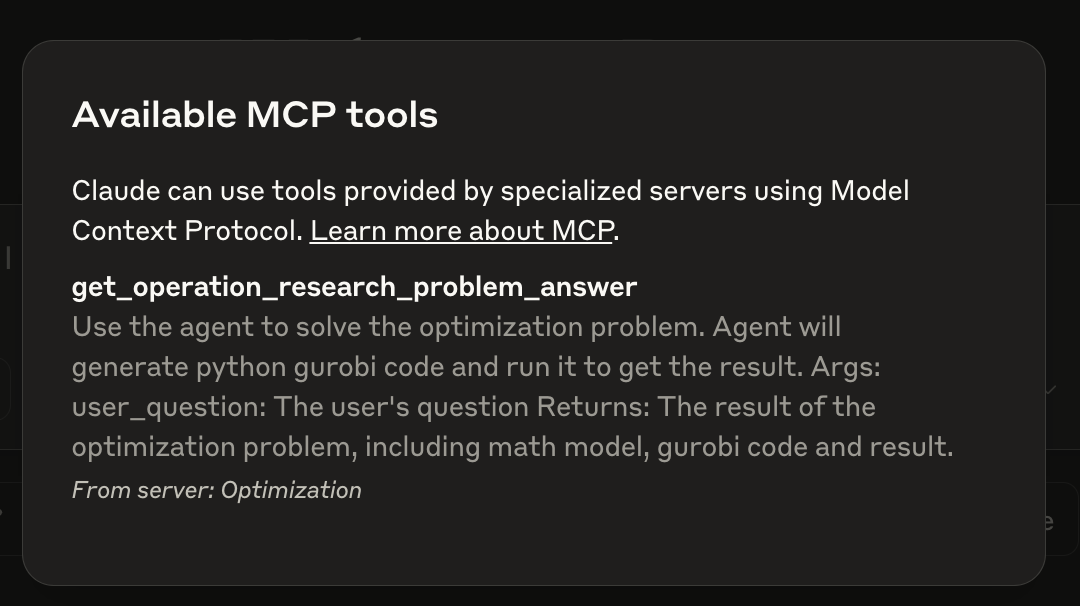 Available MCP tools
Claude can use tools provided by specialized servers using Model
Context Protocol. Learn more about MCP.
get_operation_research_problem_answer
Use the agent to solve the optimization problem. Agent will
generate python gurobi code and run it to get the result. Args:
user_question: The user's question Returns: The result of the
optimization problem, including math model, gurobi code and result.
From server: Optimization